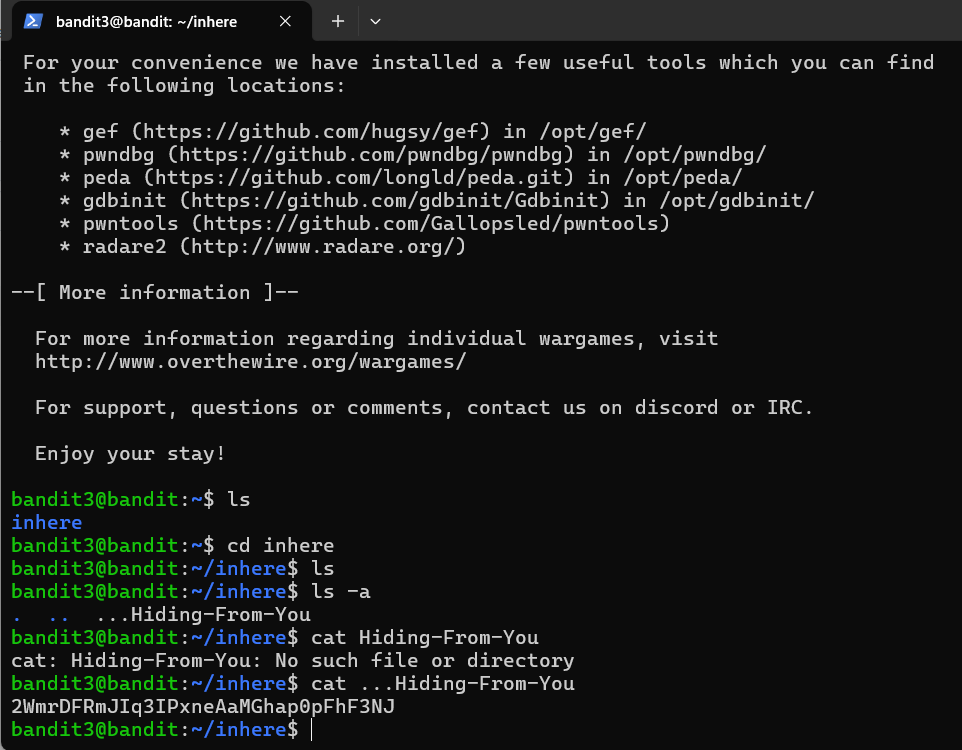 bandit3@bandit: ~/inhere
For your convenience we have installed a few useful tools which you can find
in the following locations:
* gef (https://github.com/hugsy/gef) in /opt/gef/
* pwndbg (https://github.com/pwndbg/pwndbg) in /opt/pwndbg/
* peda (https://github.com/longld/peda.git) in /opt/peda/
* gdbinit (https://github.com/gdbinit/Gdbinit) in /opt/gdbinit/
* pwntools (https://github.com/Gallopsled/pwntools)
* radare2 (http://www.radare.org/)
--[ More information ]--
For more information regarding individual wargames, visit
http://www.overthewire.org/wargames/
For support, questions or comments, contact us on discord or IRC.
Enjoy your stay!
bandit3@bandit:~$ ls
inhere
bandit3@bandit:~$ cd inhere
bandit3@bandit:~/inhere$ ls
bandit3@bandit:~/inhere$ ls -a
.  ..  ...Hiding-From-You
bandit3@bandit:~/inhere$ cat Hiding-From-You
cat: Hiding-From-You: No such file or directory
bandit3@bandit:~/inhere$ cat ...Hiding-From-You
2WmrDFRmJIq3IPxneAaMGhap0pFhF3NJ
bandit3@bandit:~/inhere$